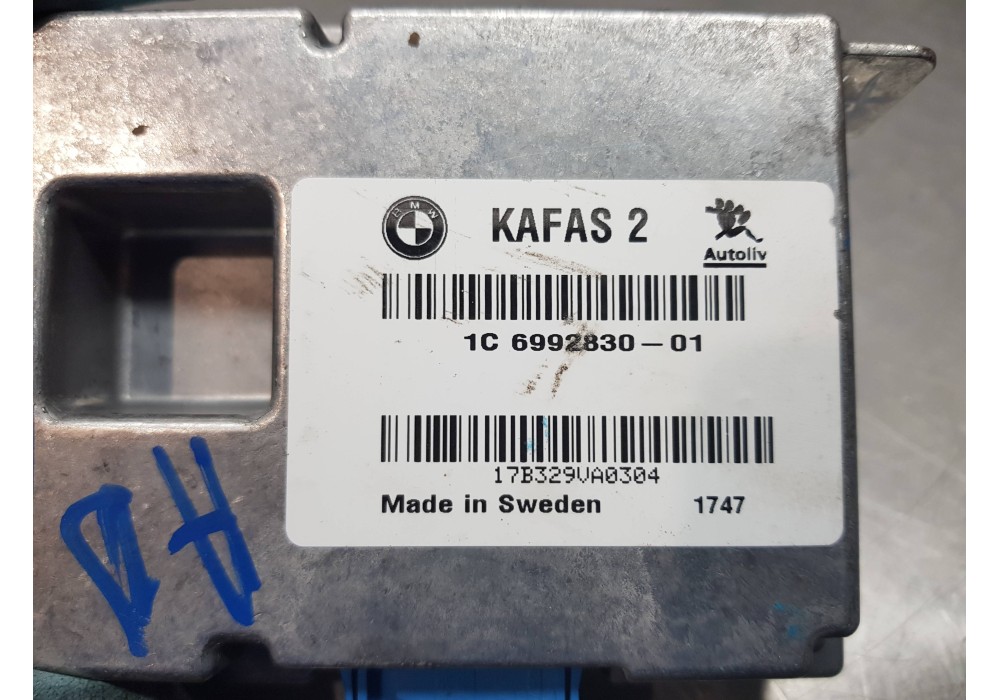 BMW
KAFAS 2
Autoliv
1C 6992830-01
17B329VA0304
Made in Sweden 1747